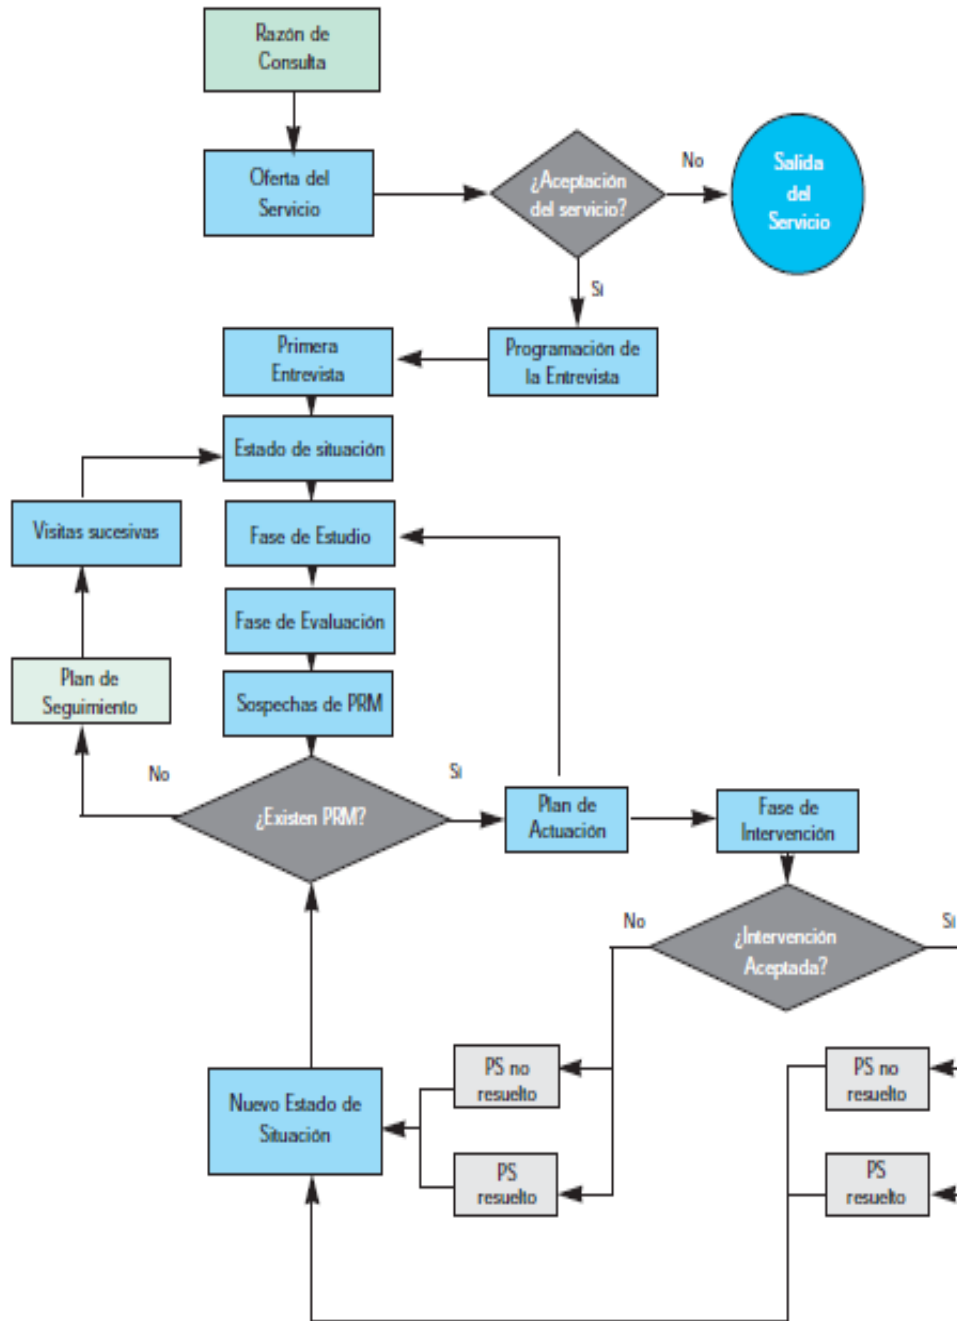 Razón de
Consulta
Oferta del
Servicio
¿Aceptación
del servicio?
No
Salida
del
Servicio
Si
Primera
Entrevista
Programación de
la Entrevista
Estado de situación
Visitas sucesivas
Fase de Estudio
Fase de Evaluación
Plan de
Seguimiento
Sospechas de PRM
No
Si
¿Existen PRM?
Plan de
Actuación
Fase de
Intervención
No
Si
¿Intervención
Aceptada?
PS no
resuelto
PS no
resuelto
Nuevo Estado de
Situación
PS
resuelto
PS
resuelto